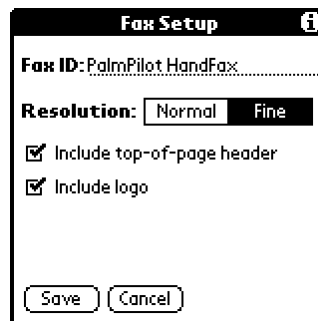 Fax Setup i
Fax ID: PalmPilot HandFax
Resolution: Normal Fine
Include top-of-page header
Include logo
Save Cancel